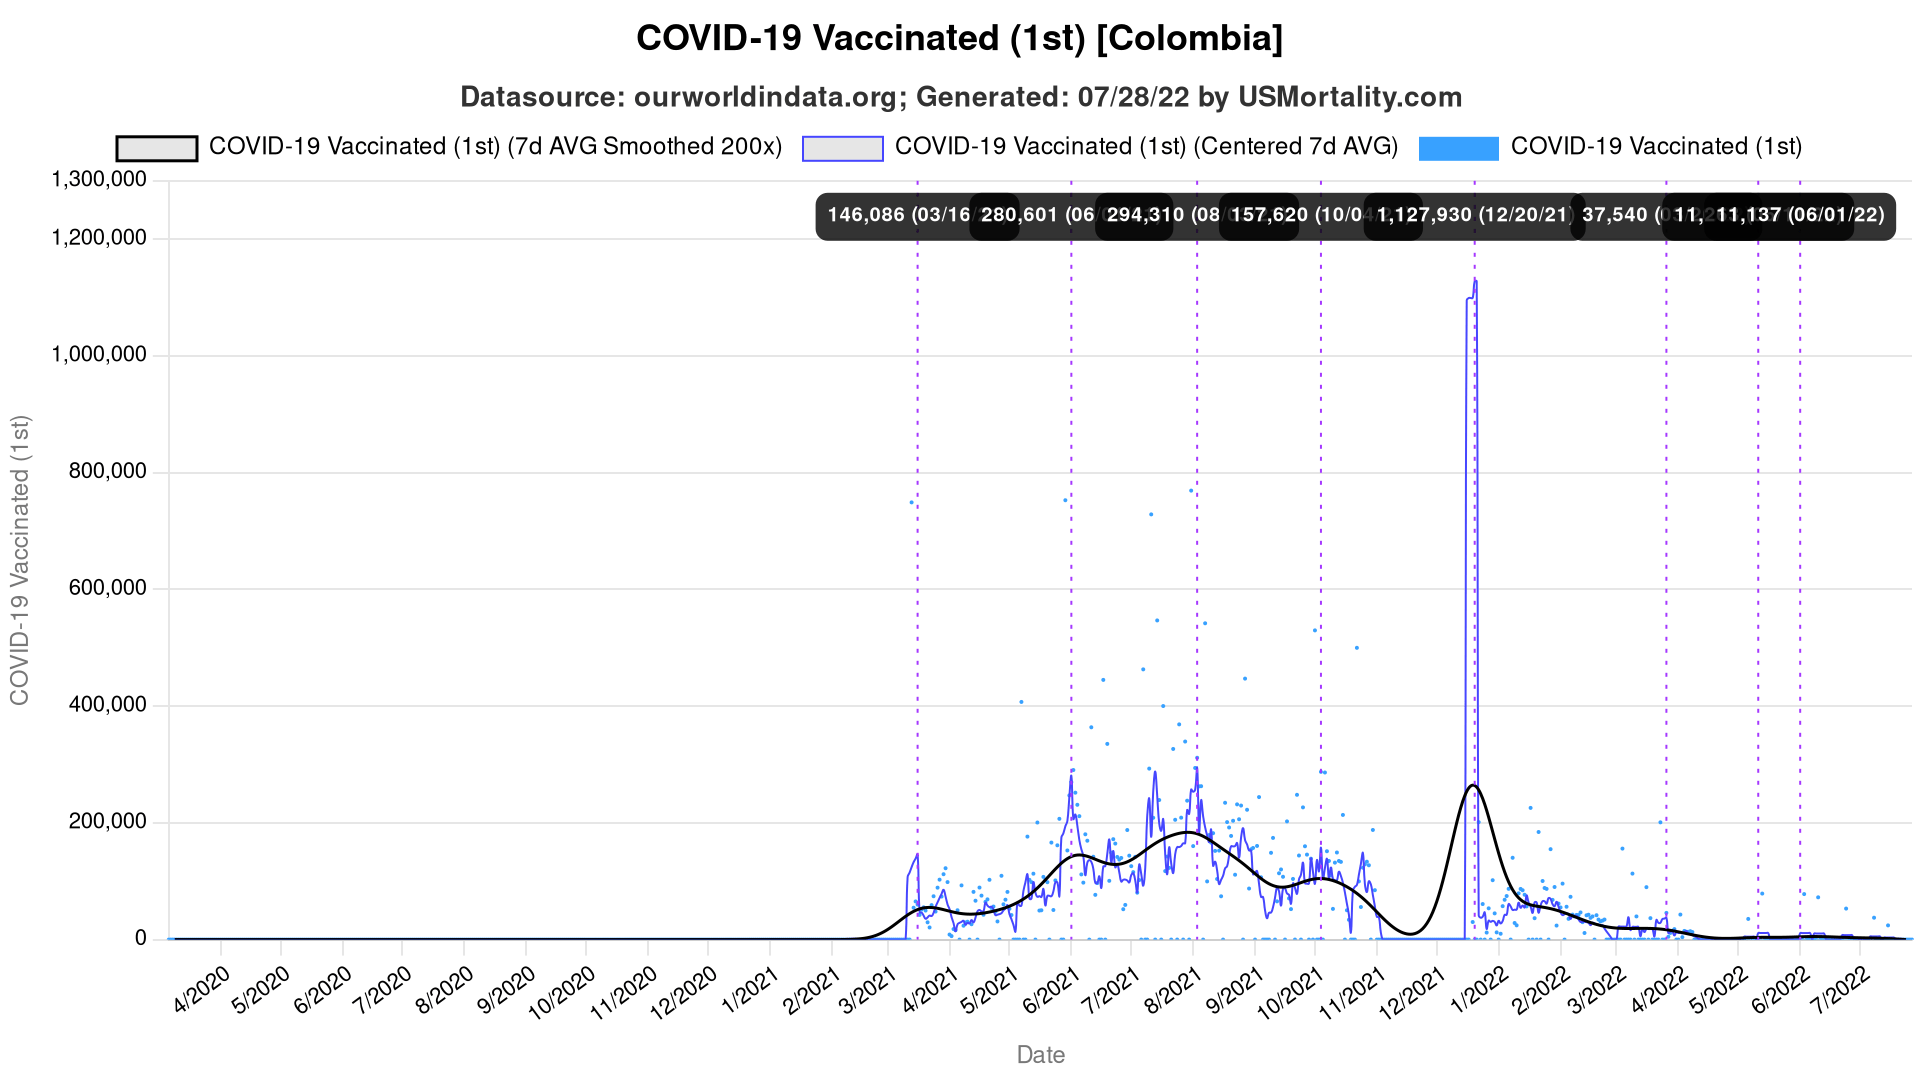 COVID-19 Vaccinated (1st) [Colombia]
Datasource: ourworldindata.org; Generated: 07/28/22 by USMortality.com
COVID-19 Vaccinated (1st) (7d AVG Smoothed 200x) COVID-19 Vaccinated (1st) (Centered 7d AVG) COVID-19 Vaccinated (1st)
146,086 (03/16 280,601 (06/ 294,310 (08/ 157,620 (10/04 1,127,930 (12/20/21) 37,540 ( 11, 11,137 (06/01/22)
1,300,000
1,200,000
1,000,000
800,000
600,000
400,000
200,000
0
COVID-19 Vaccinated (1st)
4/2020 5/2020 6/2020 7/2020 8/2020 9/2020 10/2020 11/2020 12/2020 1/2021 2/2021 3/2021 4/2021 5/2021 6/2021 7/2021 8/2021 9/2021 10/2021 11/2021 12/2021 1/2022 2/2022 3/2022 4/2022 5/2022 6/2022 7/2022
Date